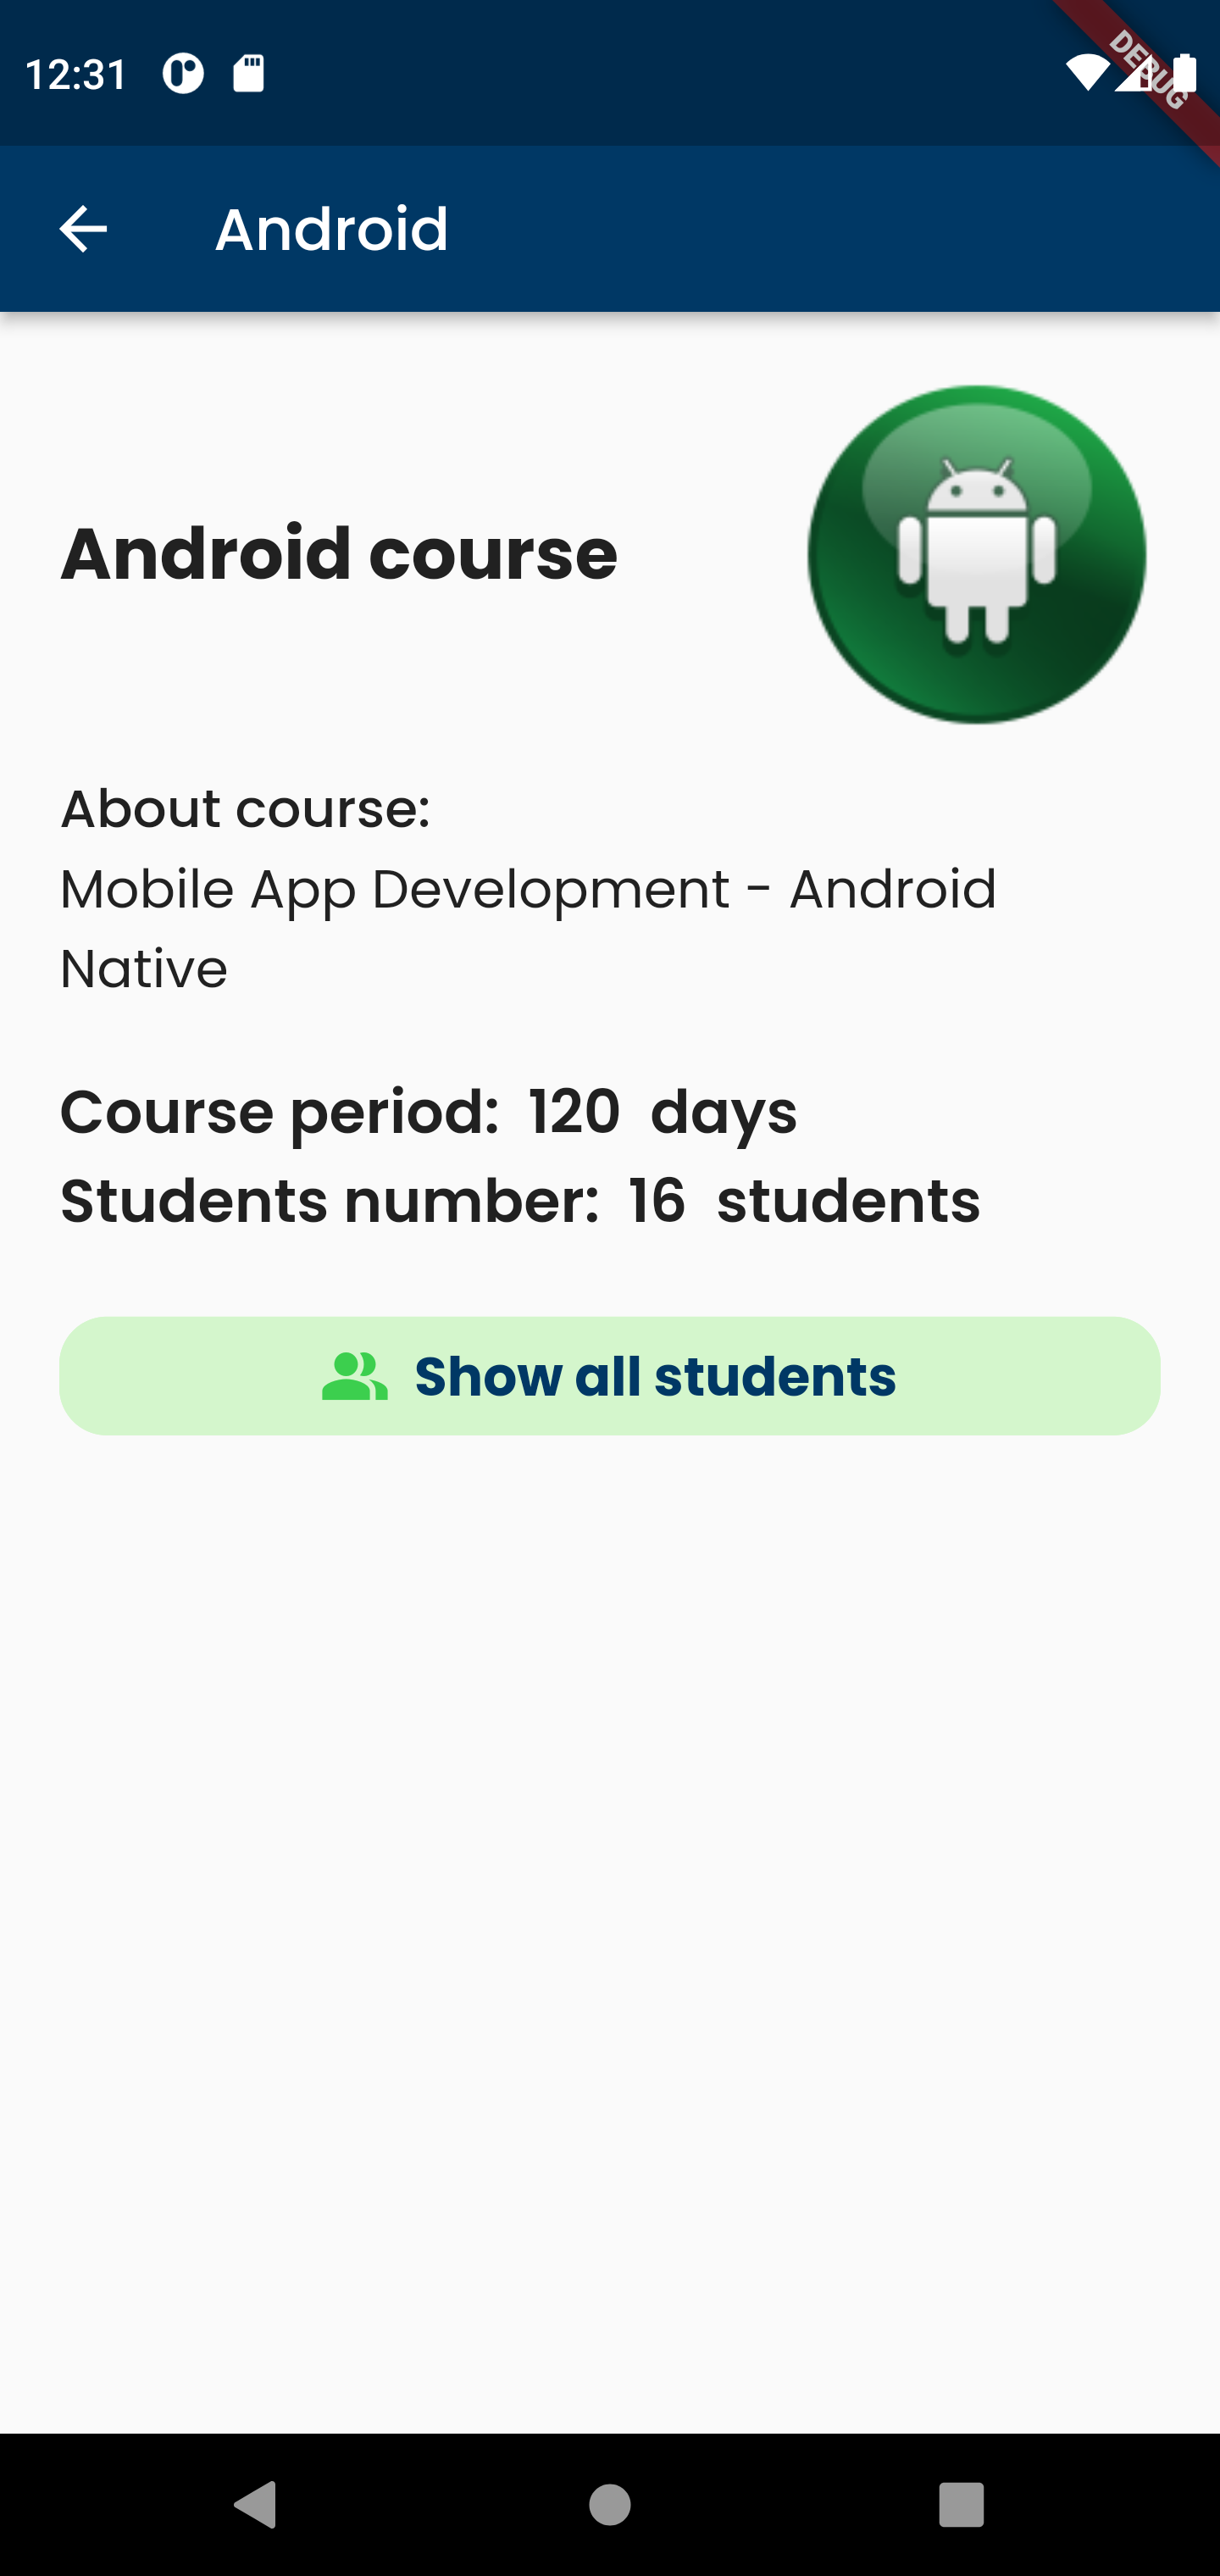 12:31
DEBUG
Android
Android course
About course:
Mobile App Development - Android
Native
Course period: 120 days
Students number: 16 students
Show all students